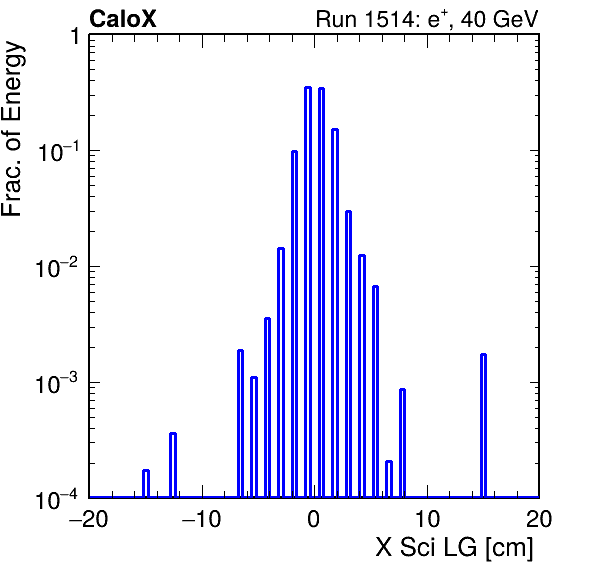 CaloX Run 1514: e⁺, 40 GeV
Frac. of Energy
1
10⁻¹
10⁻²
10⁻³
10⁻⁴
−20 −10 0 10 20
X Sci LG [cm]